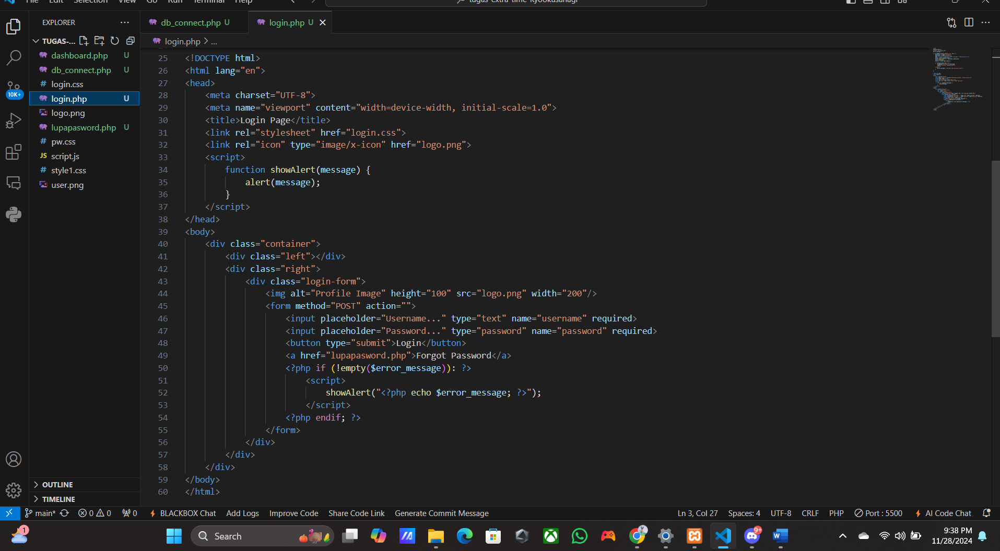 File Edit Selection View Go Run Terminal Help
tugas-extra-time-kyookusanagi
EXPLORER
db_connect.php U
login.php U
TUGAS-...
login.php > ...
dashboard.php U
db_connect.php U
# login.css
login.php U
logo.png
lupapasword.php U
# pw.css
JS script.js
# style1.css
user.png
10K+
25 <!DOCTYPE html>
26 <html lang="en">
27 <head>
28 <meta charset="UTF-8">
29 <meta name="viewport" content="width=device-width, initial-scale=1.0">
30 <title>Login Page</title>
31 <link rel="stylesheet" href="login.css">
32 <link rel="icon" type="image/x-icon" href="logo.png">
33 <script>
34 function showAlert(message) {
35 alert(message);
36 }
37 </script>
38 </head>
39 <body>
40 <div class="container">
41 <div class="left"></div>
42 <div class="right">
43 <div class="login-form">
44 <img alt="Profile Image" height="100" src="logo.png" width="200"/>
45 <form method="POST" action="">
46 <input placeholder="Username..." type="text" name="username" required>
47 <input placeholder="Password..." type="password" name="password" required>
48 <button type="submit">Login</button>
49 <a href="lupapasword.php">Forgot Password</a>
50 <?php if (!empty($error_message)): ?>
51 <script>
52 showAlert("<?php echo $error_message; ?>");
53 </script>
54 <?php endif; ?>
55 </form>
56 </div>
57 </div>
58 </div>
59 </body>
60 </html>
OUTLINE
TIMELINE
main* 0 0 0 BLACKBOX Chat Add Logs Improve Code Share Code Link Generate Commit Message Ln 3, Col 27 Spaces: 4 UTF-8 CRLF PHP Port : 5500 AI Code Chat
1 Search 9+ 9:38 PM
11/28/2024